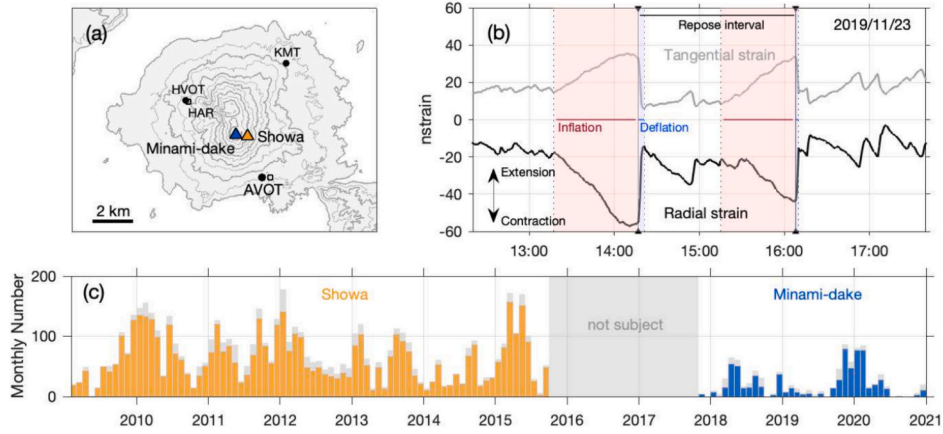 (a)
KMT
HVOT
HAR
Minami-dake
Showa
AVOT
2 km
(b)
Repose interval
2019/11/23
Tangential strain
60
40
20
0
-20
-40
-60
nstrain
Inflation
Deflation
Extension
Contraction
Radial strain
13:00 14:00 15:00 16:00 17:00
(c)
Showa
not subject
Minami-dake
Monthly Number
200
100
0
2010 2011 2012 2013 2014 2015 2016 2017 2018 2019 2020 2021